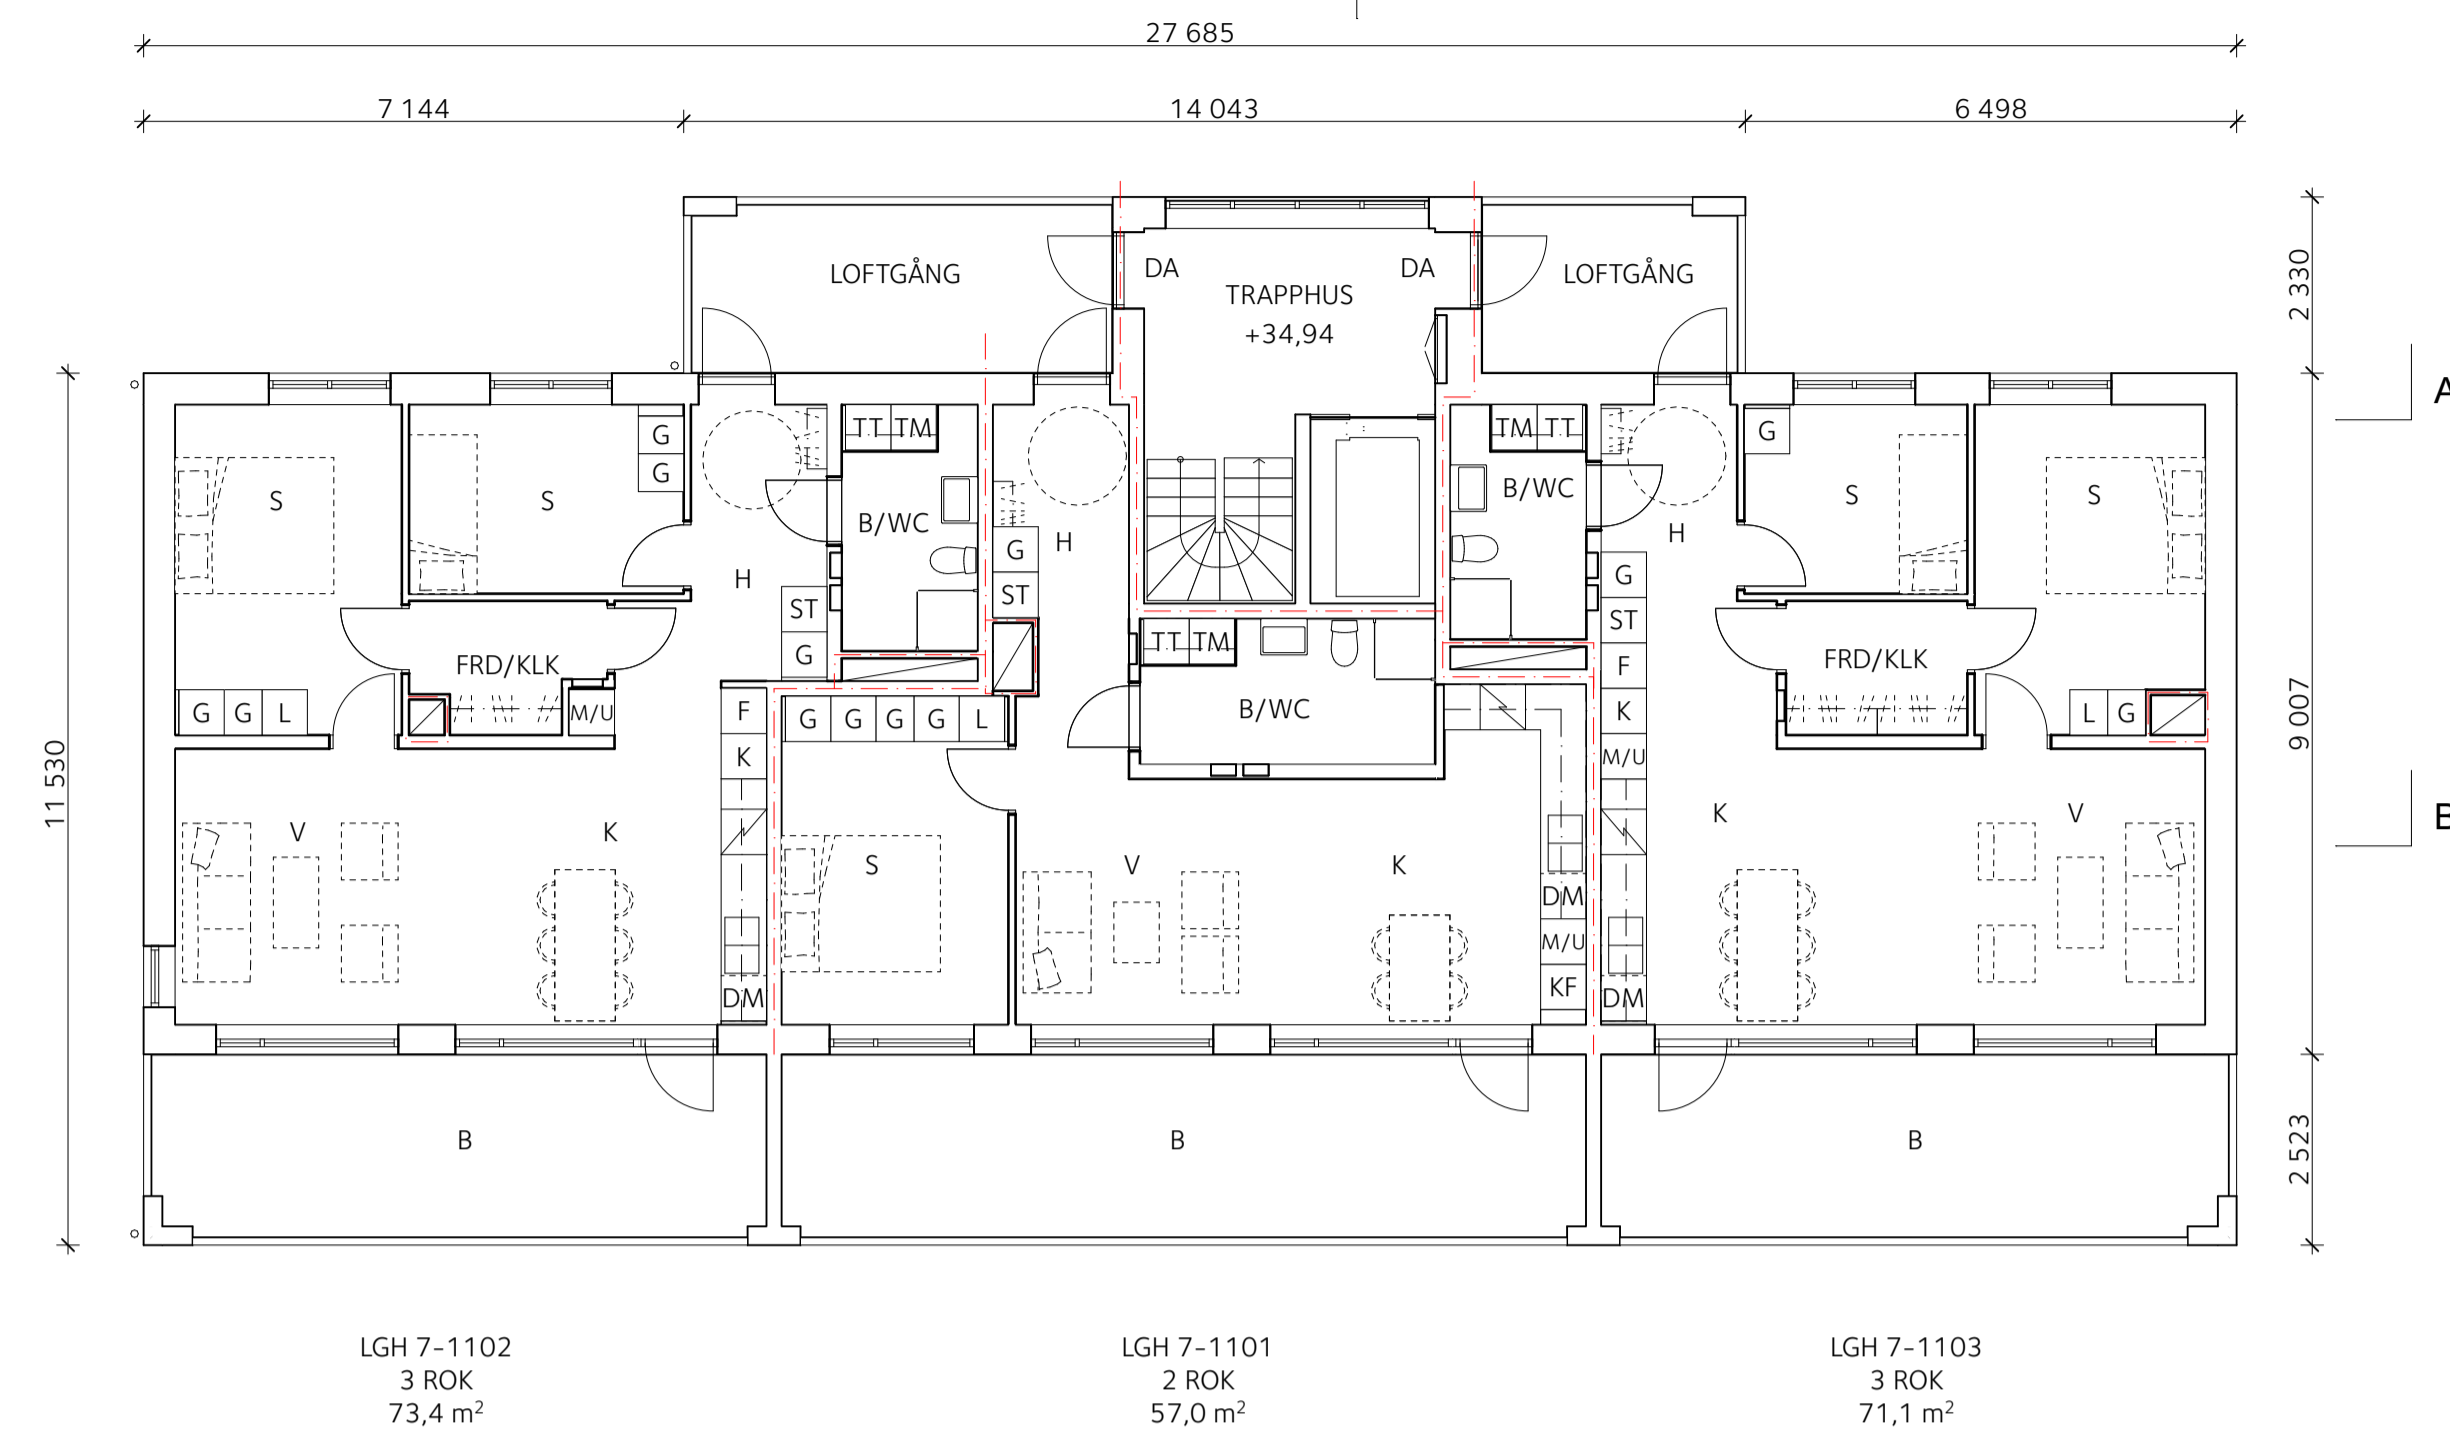 27 685
7 144
14 043
6 498
LOFTGÅNG
DA
DA
LOFTGÅNG
TRAPPHUS
+34,94
2 330
A
TT TM
TM TT
G
G
G
S
S
B/WC
H
B/WC
H
S
S
G
H
G
ST
ST
G
ST
G
FRD/KLK
TT TM
F
FRD/KLK
G G L
M/U
F
G G G G L
B/WC
K
L G
9 007
11 530
K
M/U
V
K
S
V
K
K
V
B
DM
M/U
KF
DM
DM
B
B
B
2 523
LGH 7-1102
3 ROK
73,4 m²
LGH 7-1101
2 ROK
57,0 m²
LGH 7-1103
3 ROK
71,1 m²